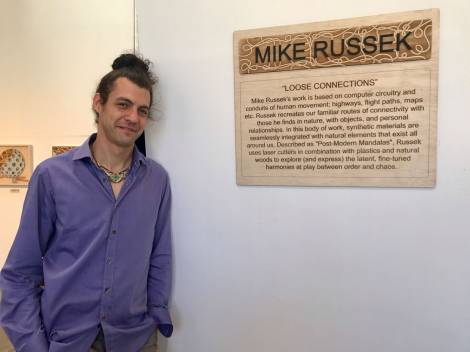 MIKE RUSSEK
"LOOSE CONNECTIONS"
Mike Russek's work is based on computer circuitry and
conduits of human movement; highways, flight paths, maps
etc. Russek recreates our familiar routes of connectivity with
those he finds in nature, with objects, and personal
relationships. In this body of work, synthetic materials are
seamlessly integrated with natural elements that exist all
around us. Described as "Post-Modern Mandalas", Russek
uses laser cutters in combination with plastics and natural
woods to explore (and express) the latent, fine-tuned
harmonies at play between order and chaos.